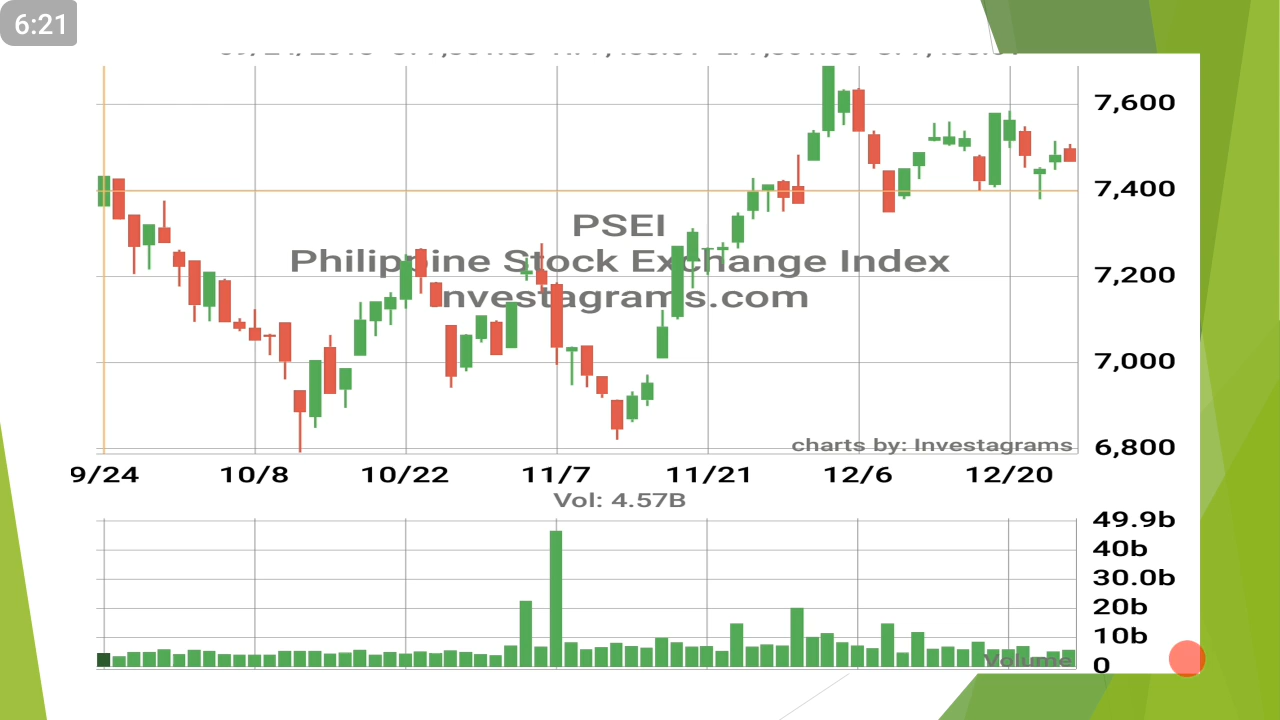 6:21
7,600
7,400
PSEI
Philippine Stock Exchange Index
7,200
Investagrams.com
7,000
charts by: Investagrams
6,800
9/24 10/8 10/22 11/7 11/21 12/6 12/20
Vol: 4.57B
49.9b
40b
30.0b
20b
10b
Volume
0